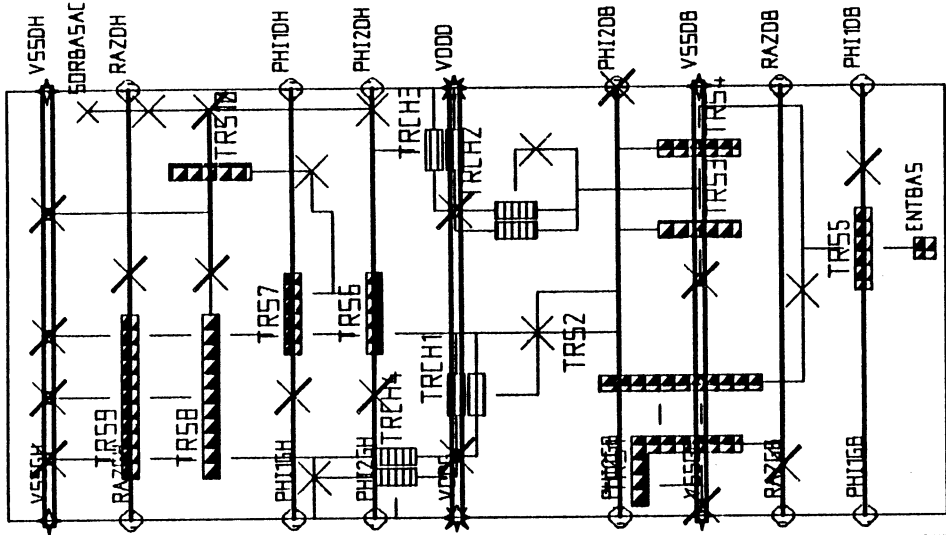 VSSDH
SORBASAC
RAZDH
PHI1DH
PHI2DH
VDDD
PHI2DB
VSSDB
RAZDB
PHI1DB
TRS10
TRCH3
TRCH2
TRS4
TRS3
ENTBAS
TRS5
TRS7
TRS6
TRCH1
TRS2
TRS9
TRS8
TRCH4
VSSGH
PHI1GH
PHI2GH
RAZGB
PHI1GB